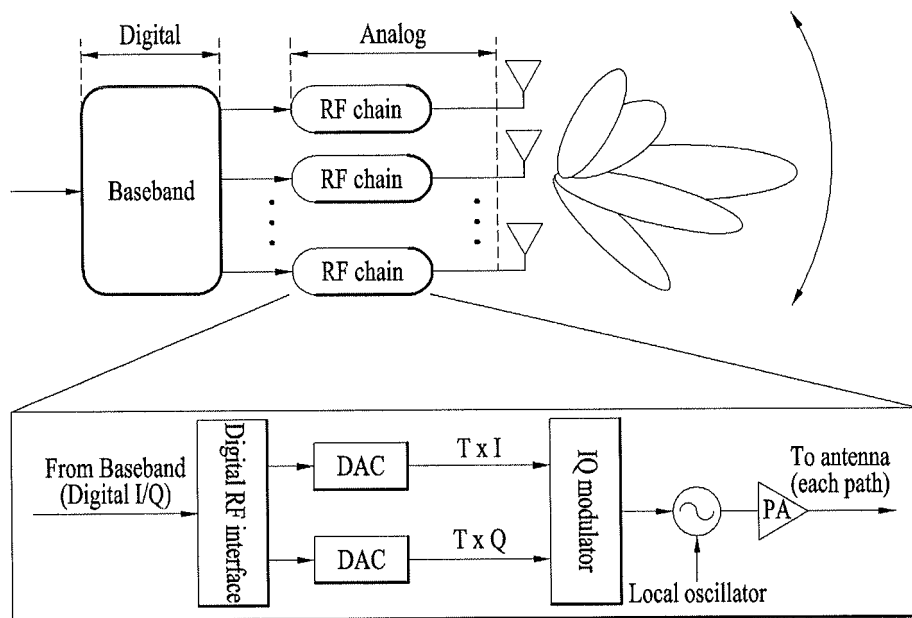 Digital
Analog
RF chain
RF chain
Baseband
RF chain
From Baseband
(Digital I/Q)
Digital RF interface
DAC
T x I
DAC
T x Q
IQ modulator
To antenna
(each path)
PA
Local oscillator